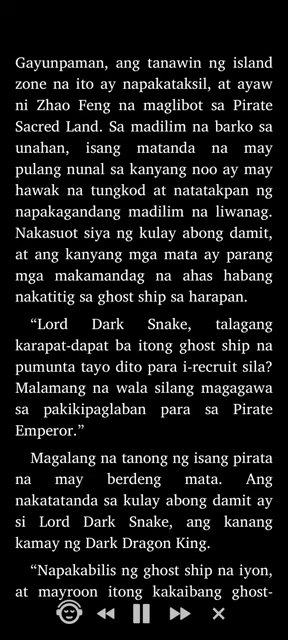 Gayunpaman, ang tanawin ng island
zone na ito ay napakataksil, at ayaw
ni Zhao Feng na maglibot sa Pirate
Sacred Land. Sa madilim na barko sa
unahan, isang matanda na may
pulang nunal sa kanyang noo ay may
hawak na tungkod at natatakpan ng
napakagandang madilim na liwanag.
Nakasuot siya ng kulay abong damit,
at ang kanyang mga mata ay parang
mga makamandag na ahas habang
nakatitig sa ghost ship sa harapan.
“Lord Dark Snake, talagang
karapat-dapat ba itong ghost ship na
pumunta tayo dito para i-recruit sila?
Malamang na wala silang magagawa
sa pakikipaglaban para sa Pirate
Emperor.”
Magalang na tanong ng isang pirata
na may berdeng mata. Ang
nakatatanda sa kulay abong damit ay
si Lord Dark Snake, ang kanang
kamay ng Dark Dragon King.
“Napakabilis ng ghost ship na iyon,
at mayroon itong kakaibang ghost-